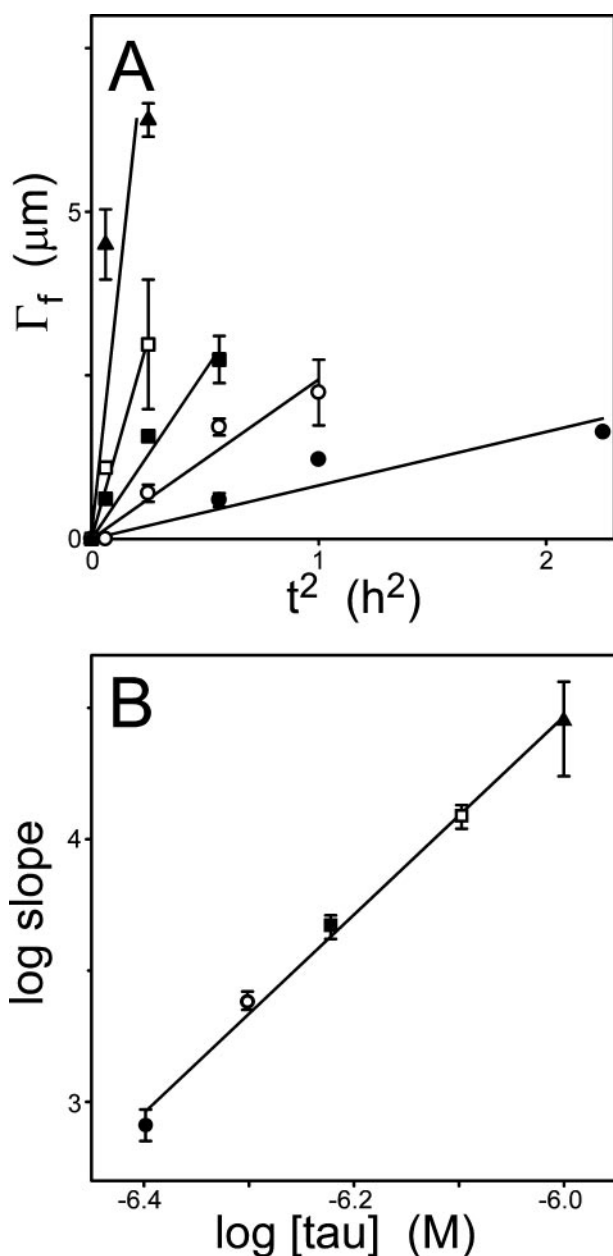 A
5
Γf (μm)
0
0 1 2
t² (h²)
B
4
log slope
3
-6.4 -6.2 -6.0
log [tau] (M)